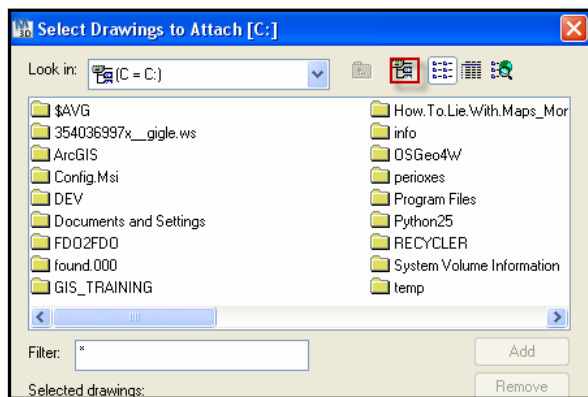 Select Drawings to Attach [C:]
Look in: (C = C:)
$AVG
354036997x__gigle.ws
ArcGIS
Config.Msi
DEV
Documents and Settings
FDO2FDO
found.000
GIS_TRAINING
How.To.Lie.With.Maps_Mor
info
OSGeo4W
perioxes
Program Files
Python25
RECYCLER
System Volume Information
temp
Filter: *
Add
Selected drawings:
Remove